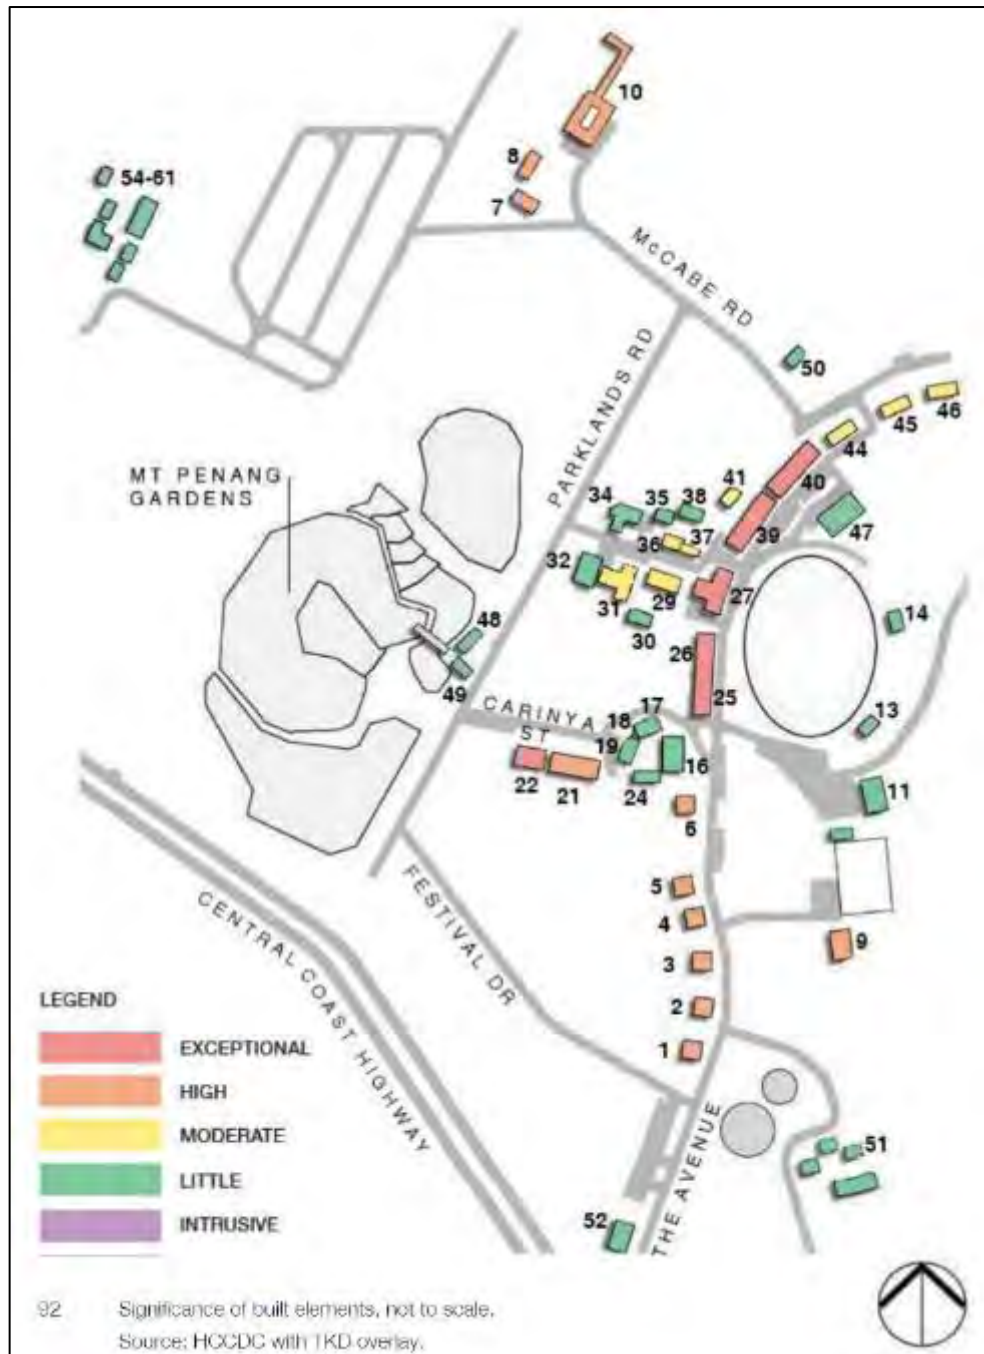 10
8
7
54-61
McCABE RD
PARKLANDS RD
50
46
45
44
MT PENANG
GARDENS
41
40
34
35
38
39
47
36
37
32
31
29
27
30
14
48
49
26
25
CARINYA
ST
17
18
19
16
13
22
21
24
11
6
5
4
3
2
1
9
FESTIVAL DR
CENTRAL COAST HIGHWAY
THE AVENUE
51
52
LEGEND
EXCEPTIONAL
HIGH
MODERATE
LITTLE
INTRUSIVE
92 Significance of built elements, not to scale.
Source: HCCDC with TKD overlay.